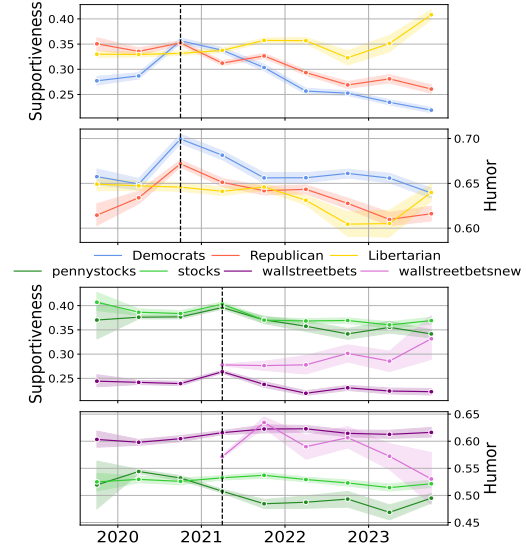 Supportiveness
0.40
0.35
0.30
0.25
Humor
0.70
0.65
0.60
Democrats Republican Libertarian
pennystocks stocks wallstreetbets wallstreetbetsnew
Supportiveness
0.40
0.35
0.30
0.25
Humor
0.65
0.60
0.55
0.50
0.45
2020 2021 2022 2023